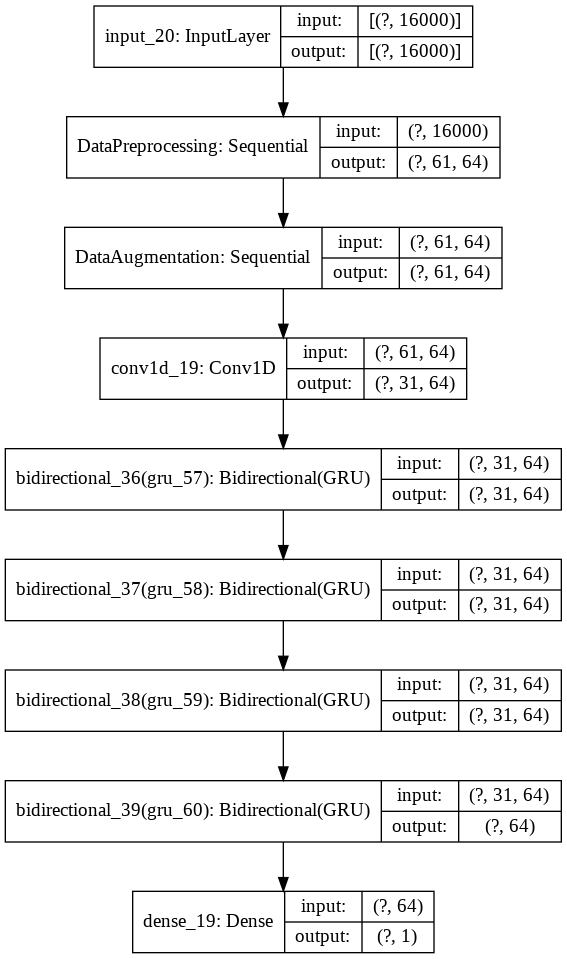 input_20: InputLayer
input: [(?, 16000)]
output: [(?, 16000)]
DataPreprocessing: Sequential
input: (?, 16000)
output: (?, 61, 64)
DataAugmentation: Sequential
input: (?, 61, 64)
output: (?, 61, 64)
conv1d_19: Conv1D
input: (?, 61, 64)
output: (?, 31, 64)
bidirectional_36(gru_57): Bidirectional(GRU)
input: (?, 31, 64)
output: (?, 31, 64)
bidirectional_37(gru_58): Bidirectional(GRU)
input: (?, 31, 64)
output: (?, 31, 64)
bidirectional_38(gru_59): Bidirectional(GRU)
input: (?, 31, 64)
output: (?, 31, 64)
bidirectional_39(gru_60): Bidirectional(GRU)
input: (?, 31, 64)
output: (?, 64)
dense_19: Dense
input: (?, 64)
output: (?, 1)